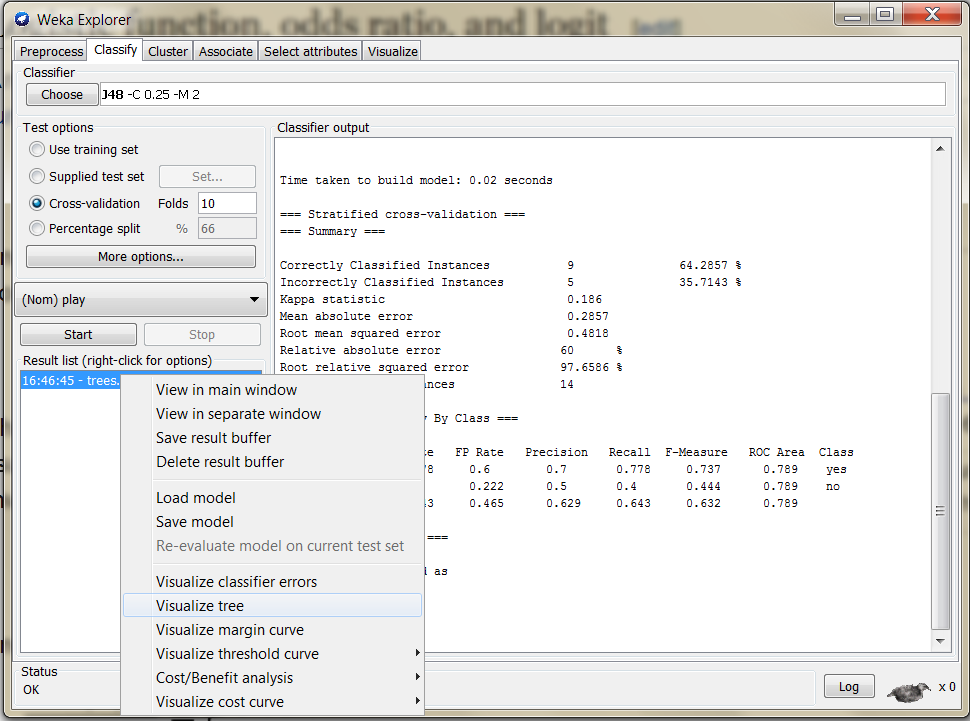 Weka Explorer
function, odds ratio, and logit
[edit]
Preprocess Classify Cluster Associate Select attributes Visualize
Classifier
Choose J48 -C 0.25 -M 2
Test options
Use training set
Supplied test set Set...
Cross-validation Folds 10
Percentage split % 66
More options...
(Nom) play
Start Stop
Result list (right-click for options)
16:46:45 - trees.
Classifier output
Time taken to build model: 0.02 seconds
=== Stratified cross-validation ===
=== Summary ===
Correctly Classified Instances 9 64.2857 %
Incorrectly Classified Instances 5 35.7143 %
Kappa statistic 0.186
Mean absolute error 0.2857
Root mean squared error 0.4818
Relative absolute error 60 %
Root relative squared error 97.6586 %
ances 14
y By Class ===
te FP Rate Precision Recall F-Measure ROC Area Class
78 0.6 0.7 0.778 0.737 0.789 yes
0.222 0.5 0.4 0.444 0.789 no
43 0.465 0.629 0.643 0.632 0.789
===
d as
View in main window
View in separate window
Save result buffer
Delete result buffer
Load model
Save model
Re-evaluate model on current test set
Visualize classifier errors
Visualize tree
Visualize margin curve
Visualize threshold curve
Cost/Benefit analysis
Visualize cost curve
Status
OK
Log x 0